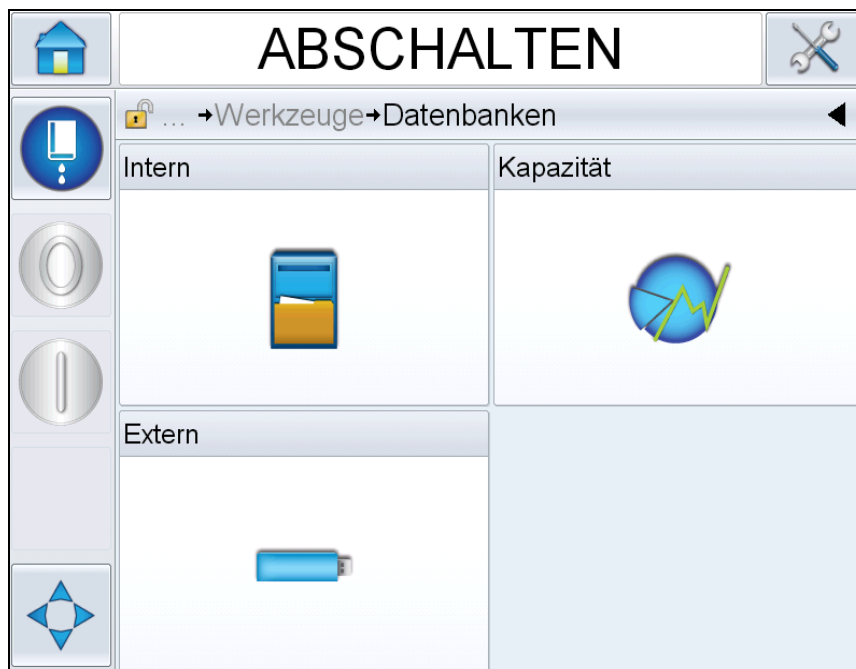 ABSCHALTEN
... →Werkzeuge→Datenbanken
Intern
Kapazität
Extern